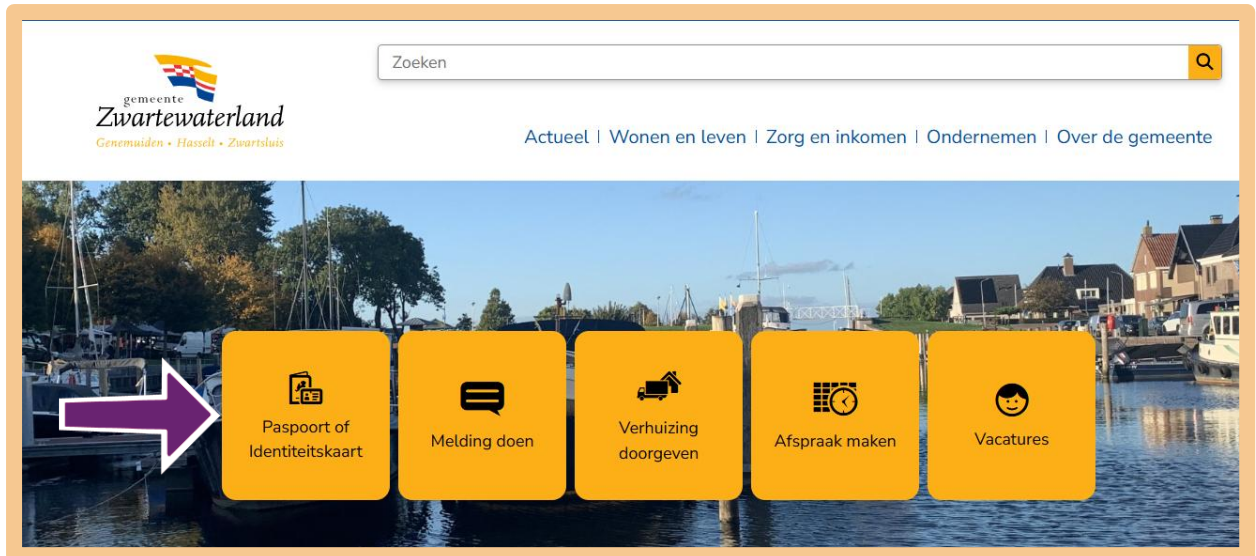 gemeente
Zwartewaterland
Genemuiden • Hasselt • Zwartsluis
Zoeken
Actueel | Wonen en leven | Zorg en inkomen | Ondernemen | Over de gemeente
Paspoort of
Identiteitskaart
Melding doen
Verhuizing
doorgeven
Afspraak maken
Vacatures